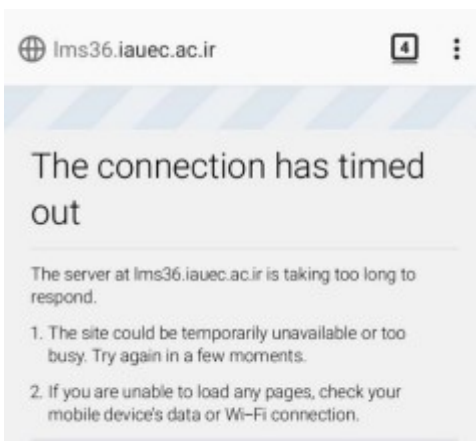 lms36.iauec.ac.ir 4
The connection has timed
out
The server at lms36.iauec.ac.ir is taking too long to
respond.
1. The site could be temporarily unavailable or too
busy. Try again in a few moments.
2. If you are unable to load any pages, check your
mobile device's data or Wi-Fi connection.